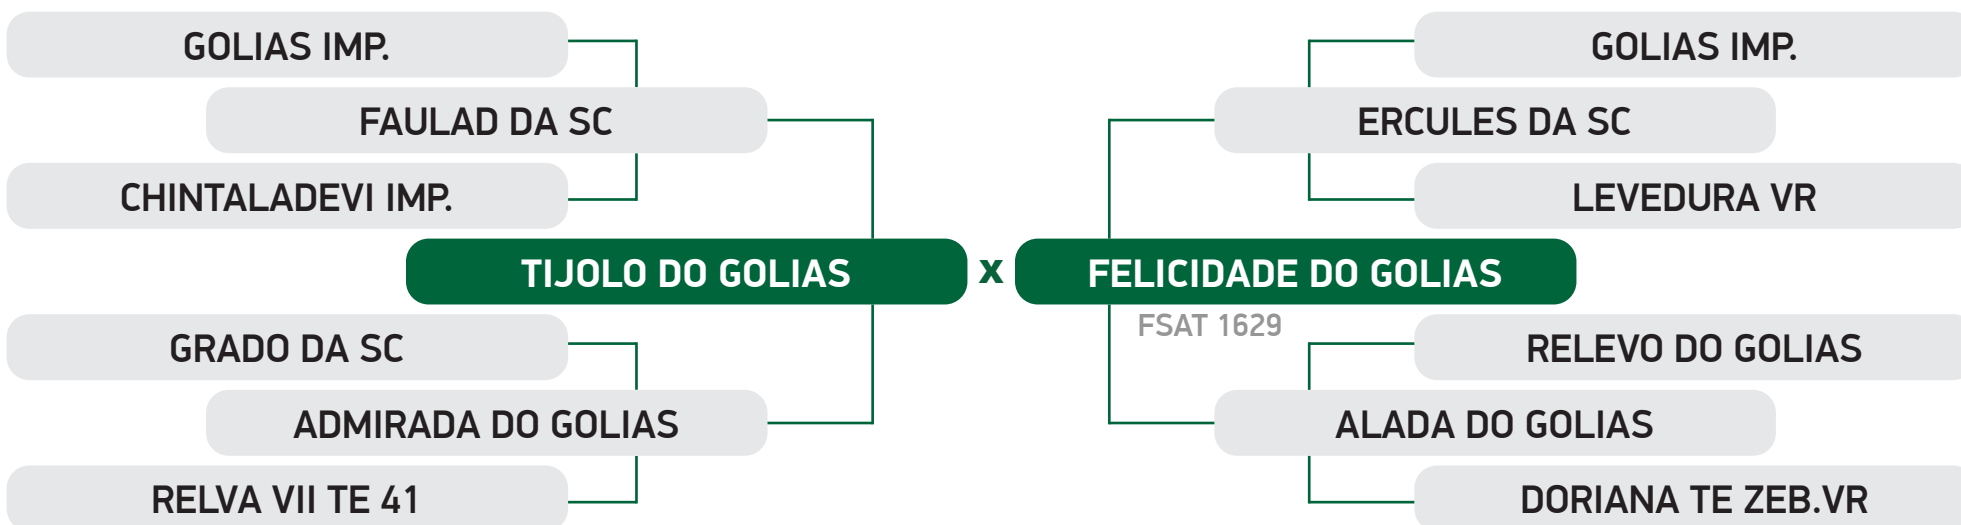 GOLIAS IMP.
GOLIAS IMP.
FAULAD DA SC
ERCULES DA SC
CHINTALADEVI IMP.
LEVEDURA VR
TIJOLO DO GOLIAS x FELICIDADE DO GOLIAS
FSAT 1629
GRADO DA SC
RELEVO DO GOLIAS
ADMIRADA DO GOLIAS
ALADA DO GOLIAS
RELVA VII TE 41
DORIANA TE ZEB.VR